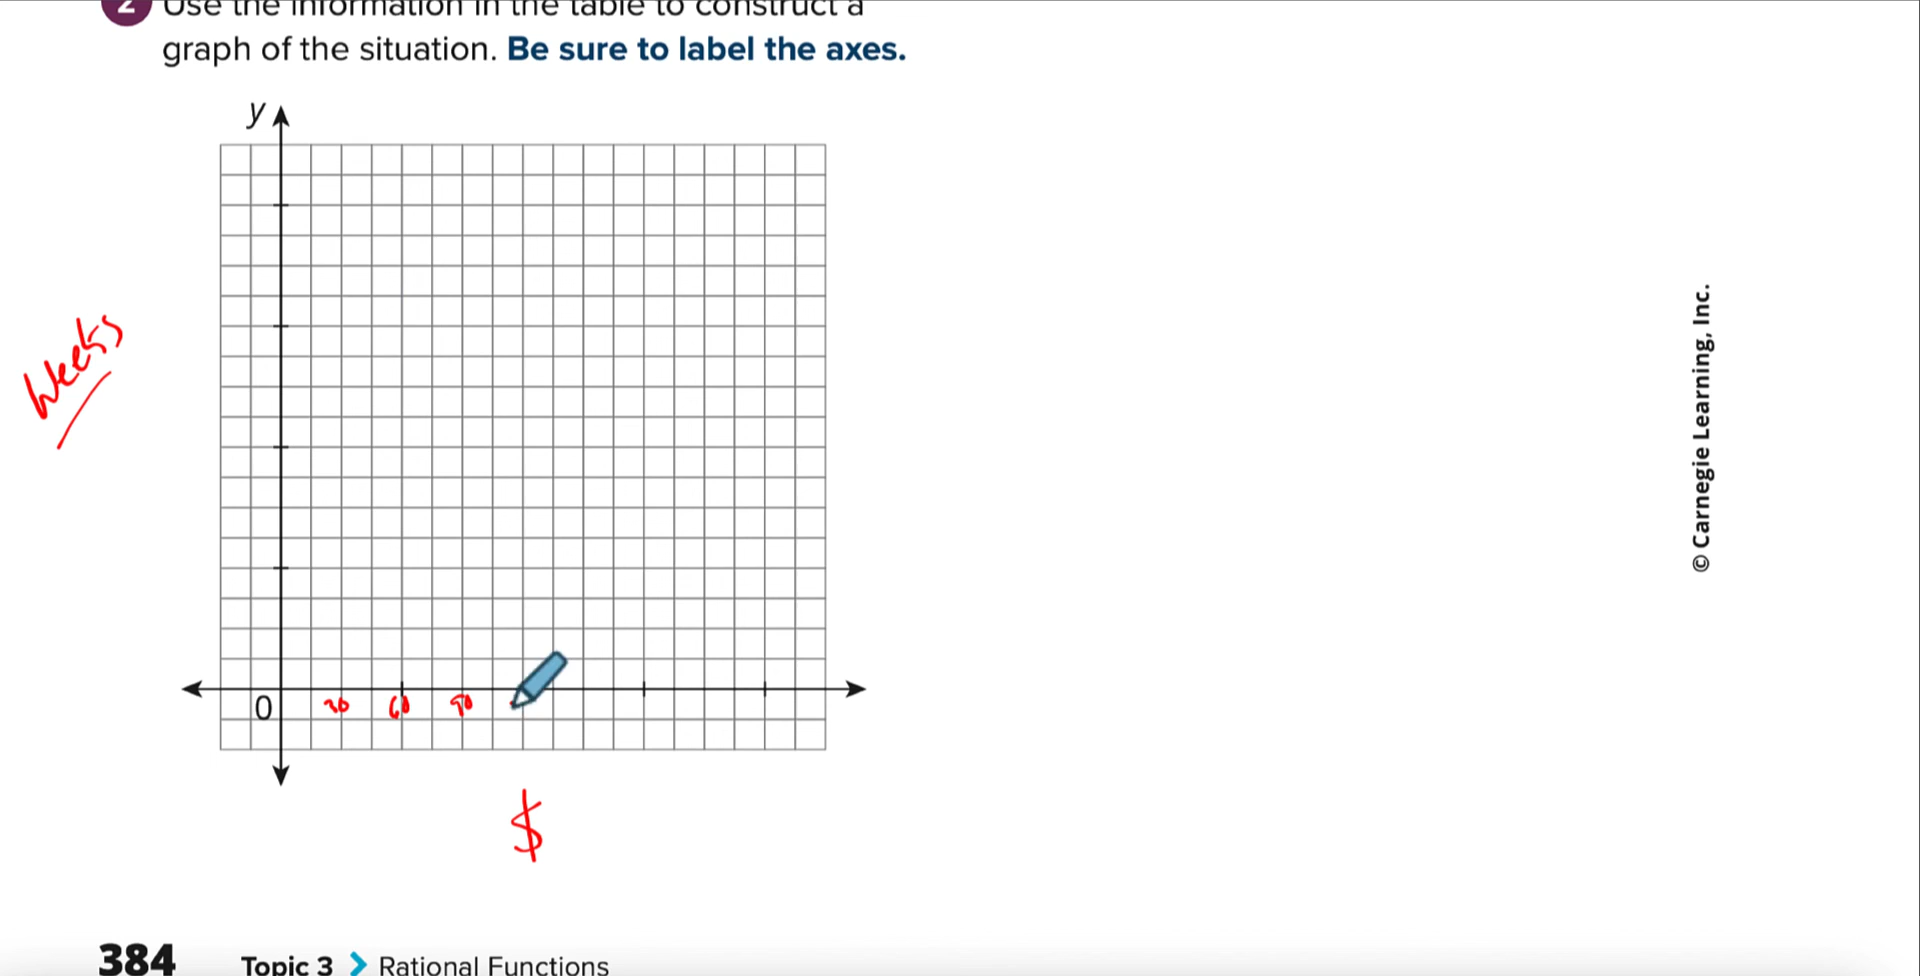 2 Use the information in the table to construct a
graph of the situation. Be sure to label the axes.
y
Weeks
© Carnegie Learning, Inc.
0 30 60 90
$
384 Topic 3 > Rational Functions